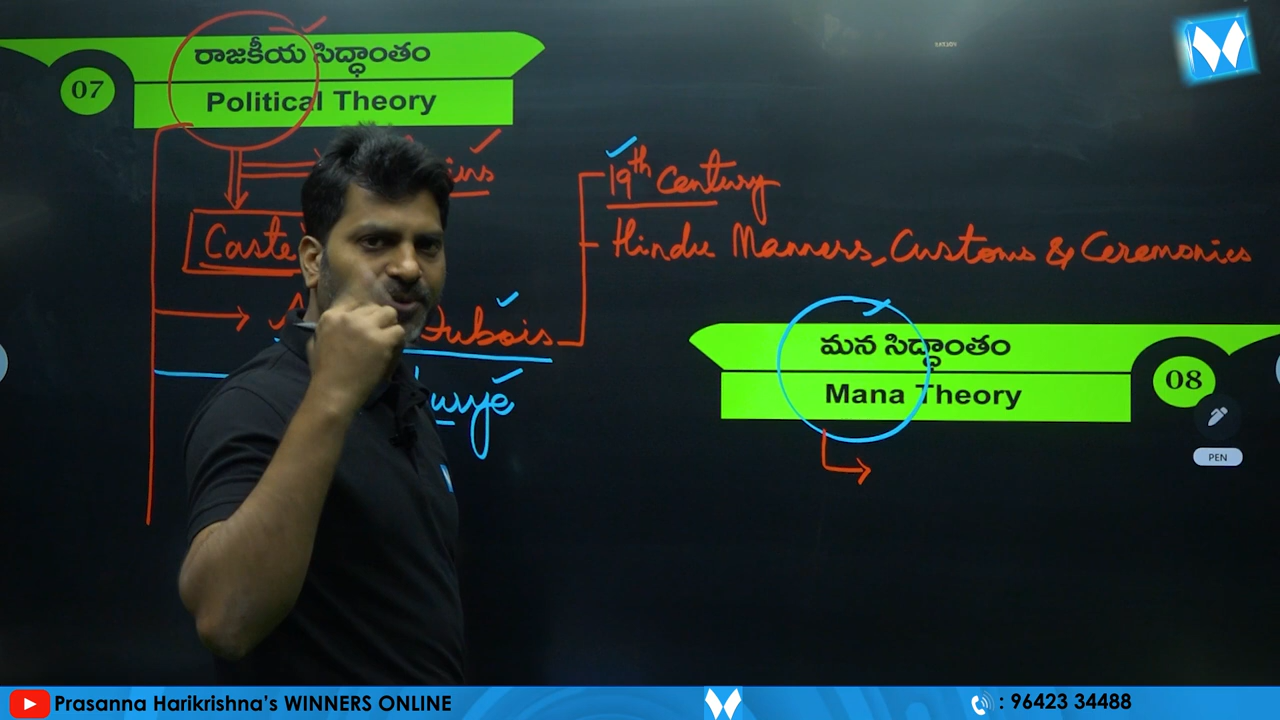 07
రాజకీయ సిద్ధాంతం
Political Theory
Caste
Dubois
19th Century
Hindu Manners, Customs & Ceremonies
మన సిద్ధాంతం
Mana Theory
08
PEN
Prasanna Harikrishna's WINNERS ONLINE
W
: 96423 34488